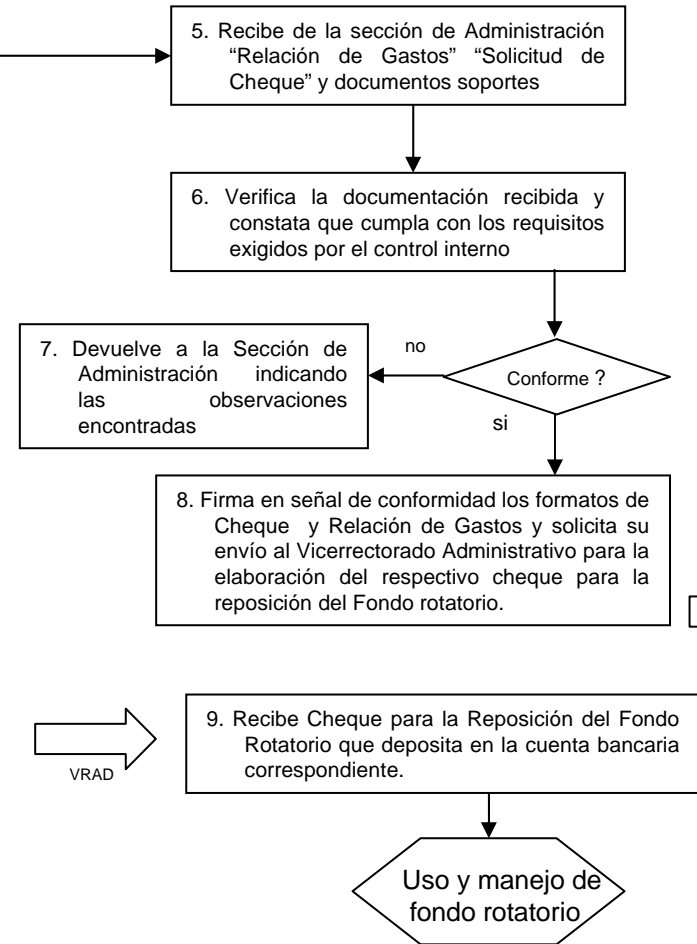 5. Recibe de la sección de Administración
“Relación de Gastos” “Solicitud de
Cheque” y documentos soportes
6. Verifica la documentación recibida y
constata que cumpla con los requisitos
exigidos por el control interno
7. Devuelve a la Sección de
Administración indicando
las observaciones
encontradas
no
Conforme ?
si
8. Firma en señal de conformidad los formatos de
Cheque y Relación de Gastos y solicita su
envío al Vicerrectorado Administrativo para la
elaboración del respectivo cheque para la
reposición del Fondo rotatorio.
VRAD
9. Recibe Cheque para la Reposición del Fondo
Rotatorio que deposita en la cuenta bancaria
correspondiente.
Uso y manejo de
fondo rotatorio